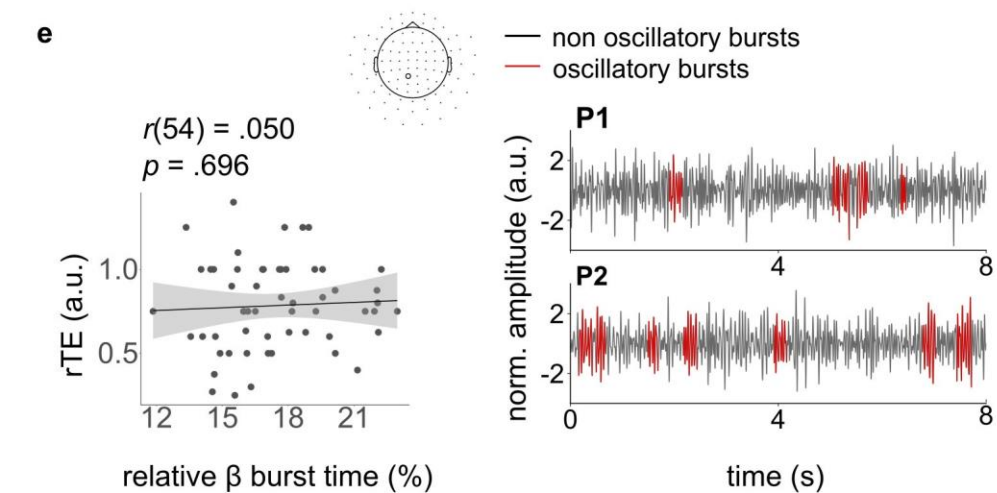 e
r(54) = .050
p = .696
rTE (a.u.)
1.0
0.5
12 15 18 21
relative β burst time (%)
non oscillatory bursts
oscillatory bursts
norm. amplitude (a.u.)
P1
2
-2
4 8
P2
2
-2
0 4 8
time (s)